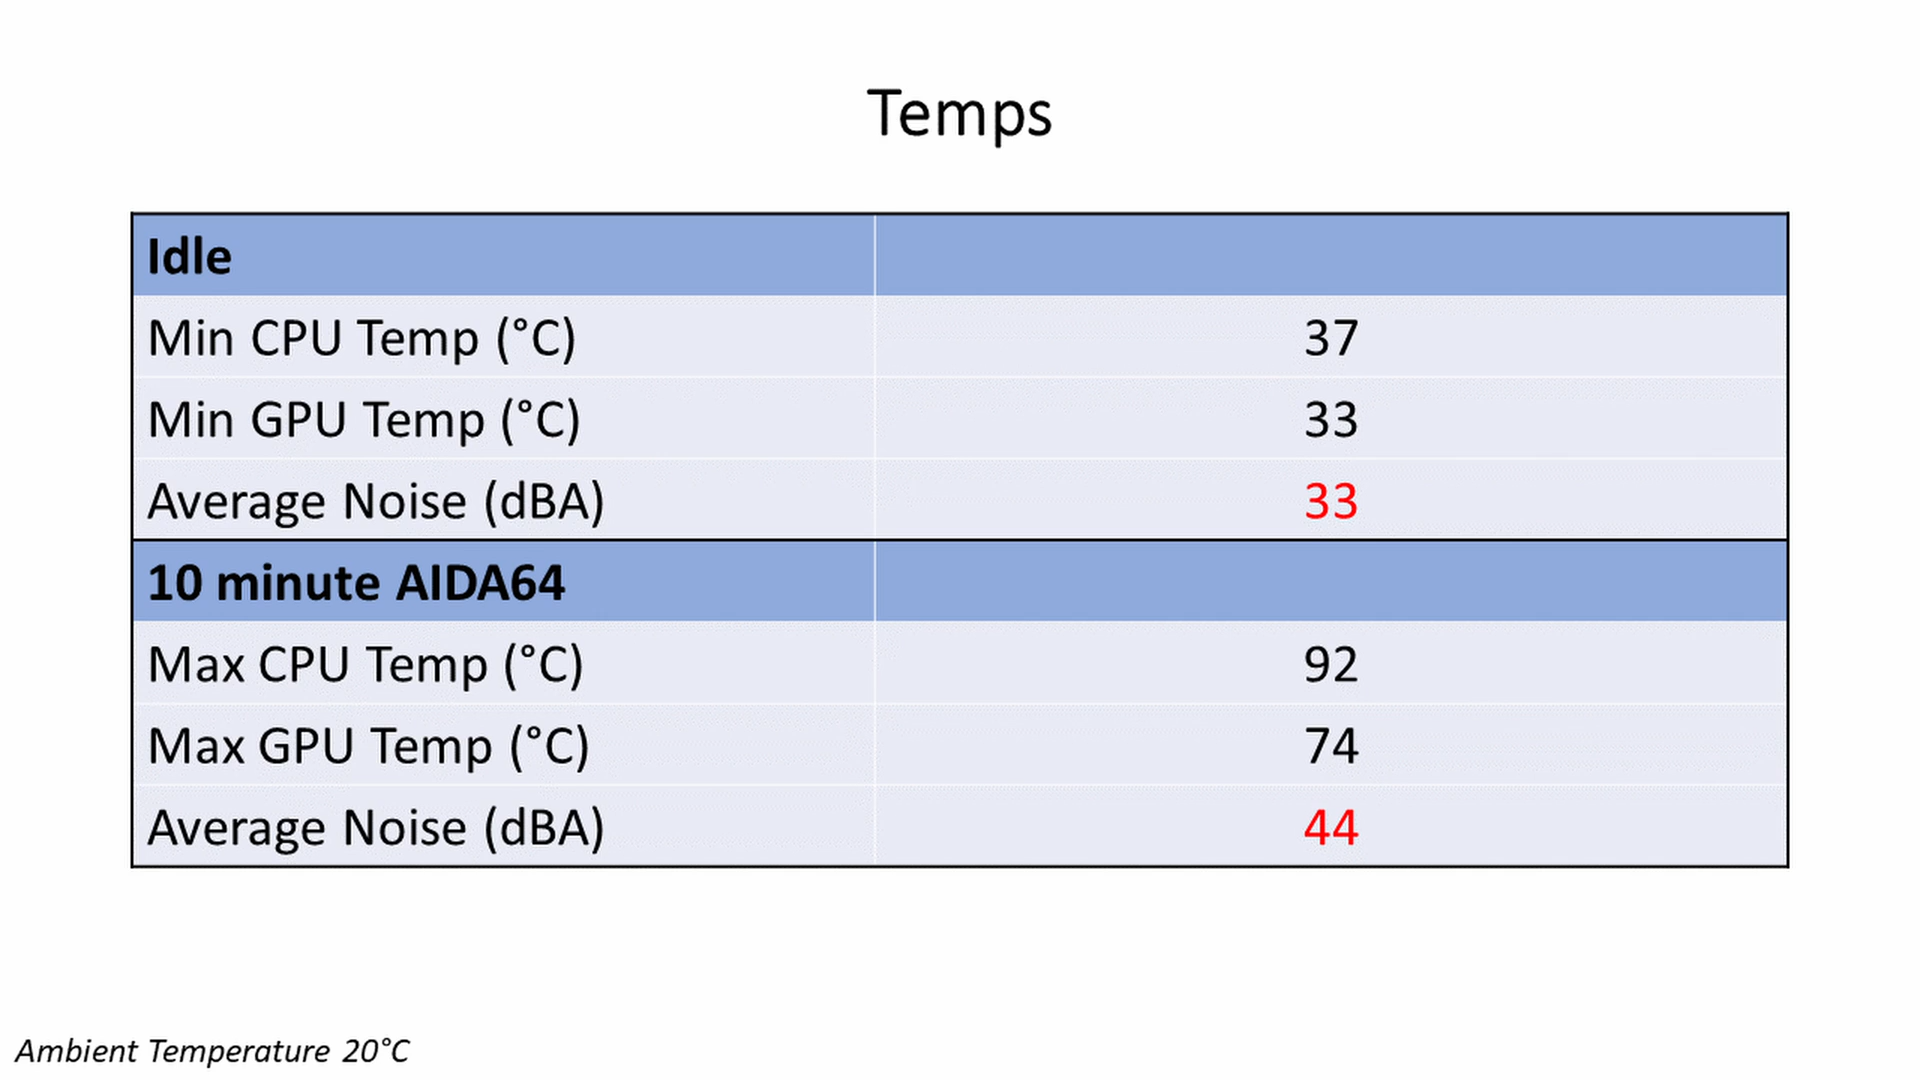 Temps
Idle
Min CPU Temp (°C) 37
Min GPU Temp (°C) 33
Average Noise (dBA) 33
10 minute AIDA64
Max CPU Temp (°C) 92
Max GPU Temp (°C) 74
Average Noise (dBA) 44
Ambient Temperature 20°C